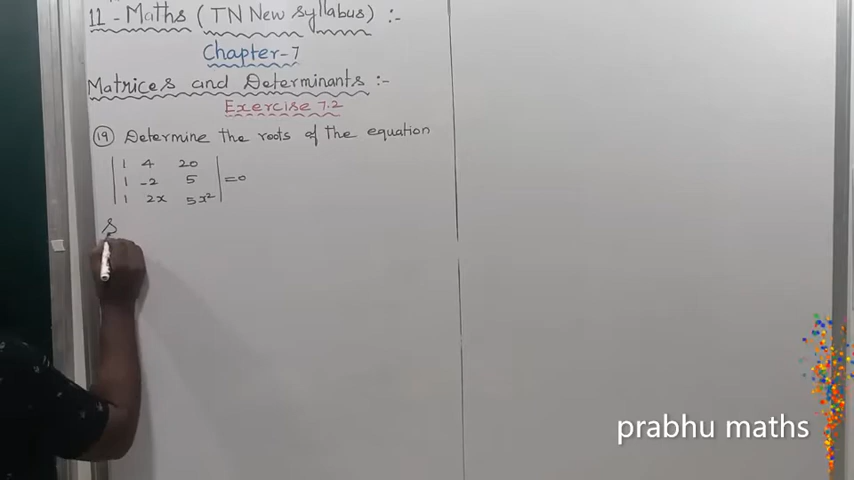 11 - Maths ( TN New syllabus) :-
Chapter-7
Matrices and Determinants :-
Exercise 7.2
(19) Determine the roots of the equation
| 1 4 20 |
| 1 -2 5 | =0
| 1 2x 5x² |
S
prabhu maths